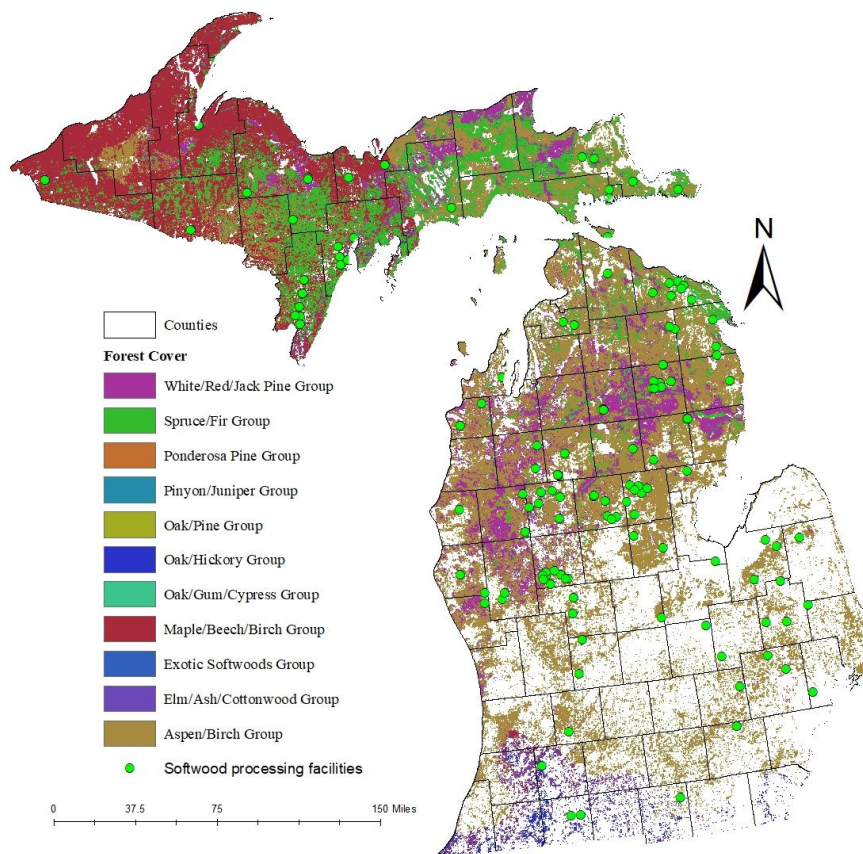 N
Counties
Forest Cover
White/Red/Jack Pine Group
Spruce/Fir Group
Ponderosa Pine Group
Pinyon/Juniper Group
Oak/Pine Group
Oak/Hickory Group
Oak/Gum/Cypress Group
Maple/Beech/Birch Group
Exotic Softwoods Group
Elm/Ash/Cottonwood Group
Aspen/Birch Group
Softwood processing facilities
0 37.5 75 150 Miles